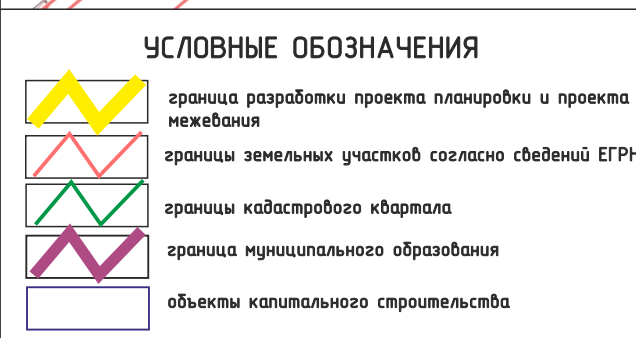 УСЛОВНЫЕ ОБОЗНАЧЕНИЯ
граница разработки проекта планировки и проекта
межевания
границы земельных участков согласно сведений ЕГРН
границы кадастрового квартала
граница муниципального образования
объекты капитального строительства